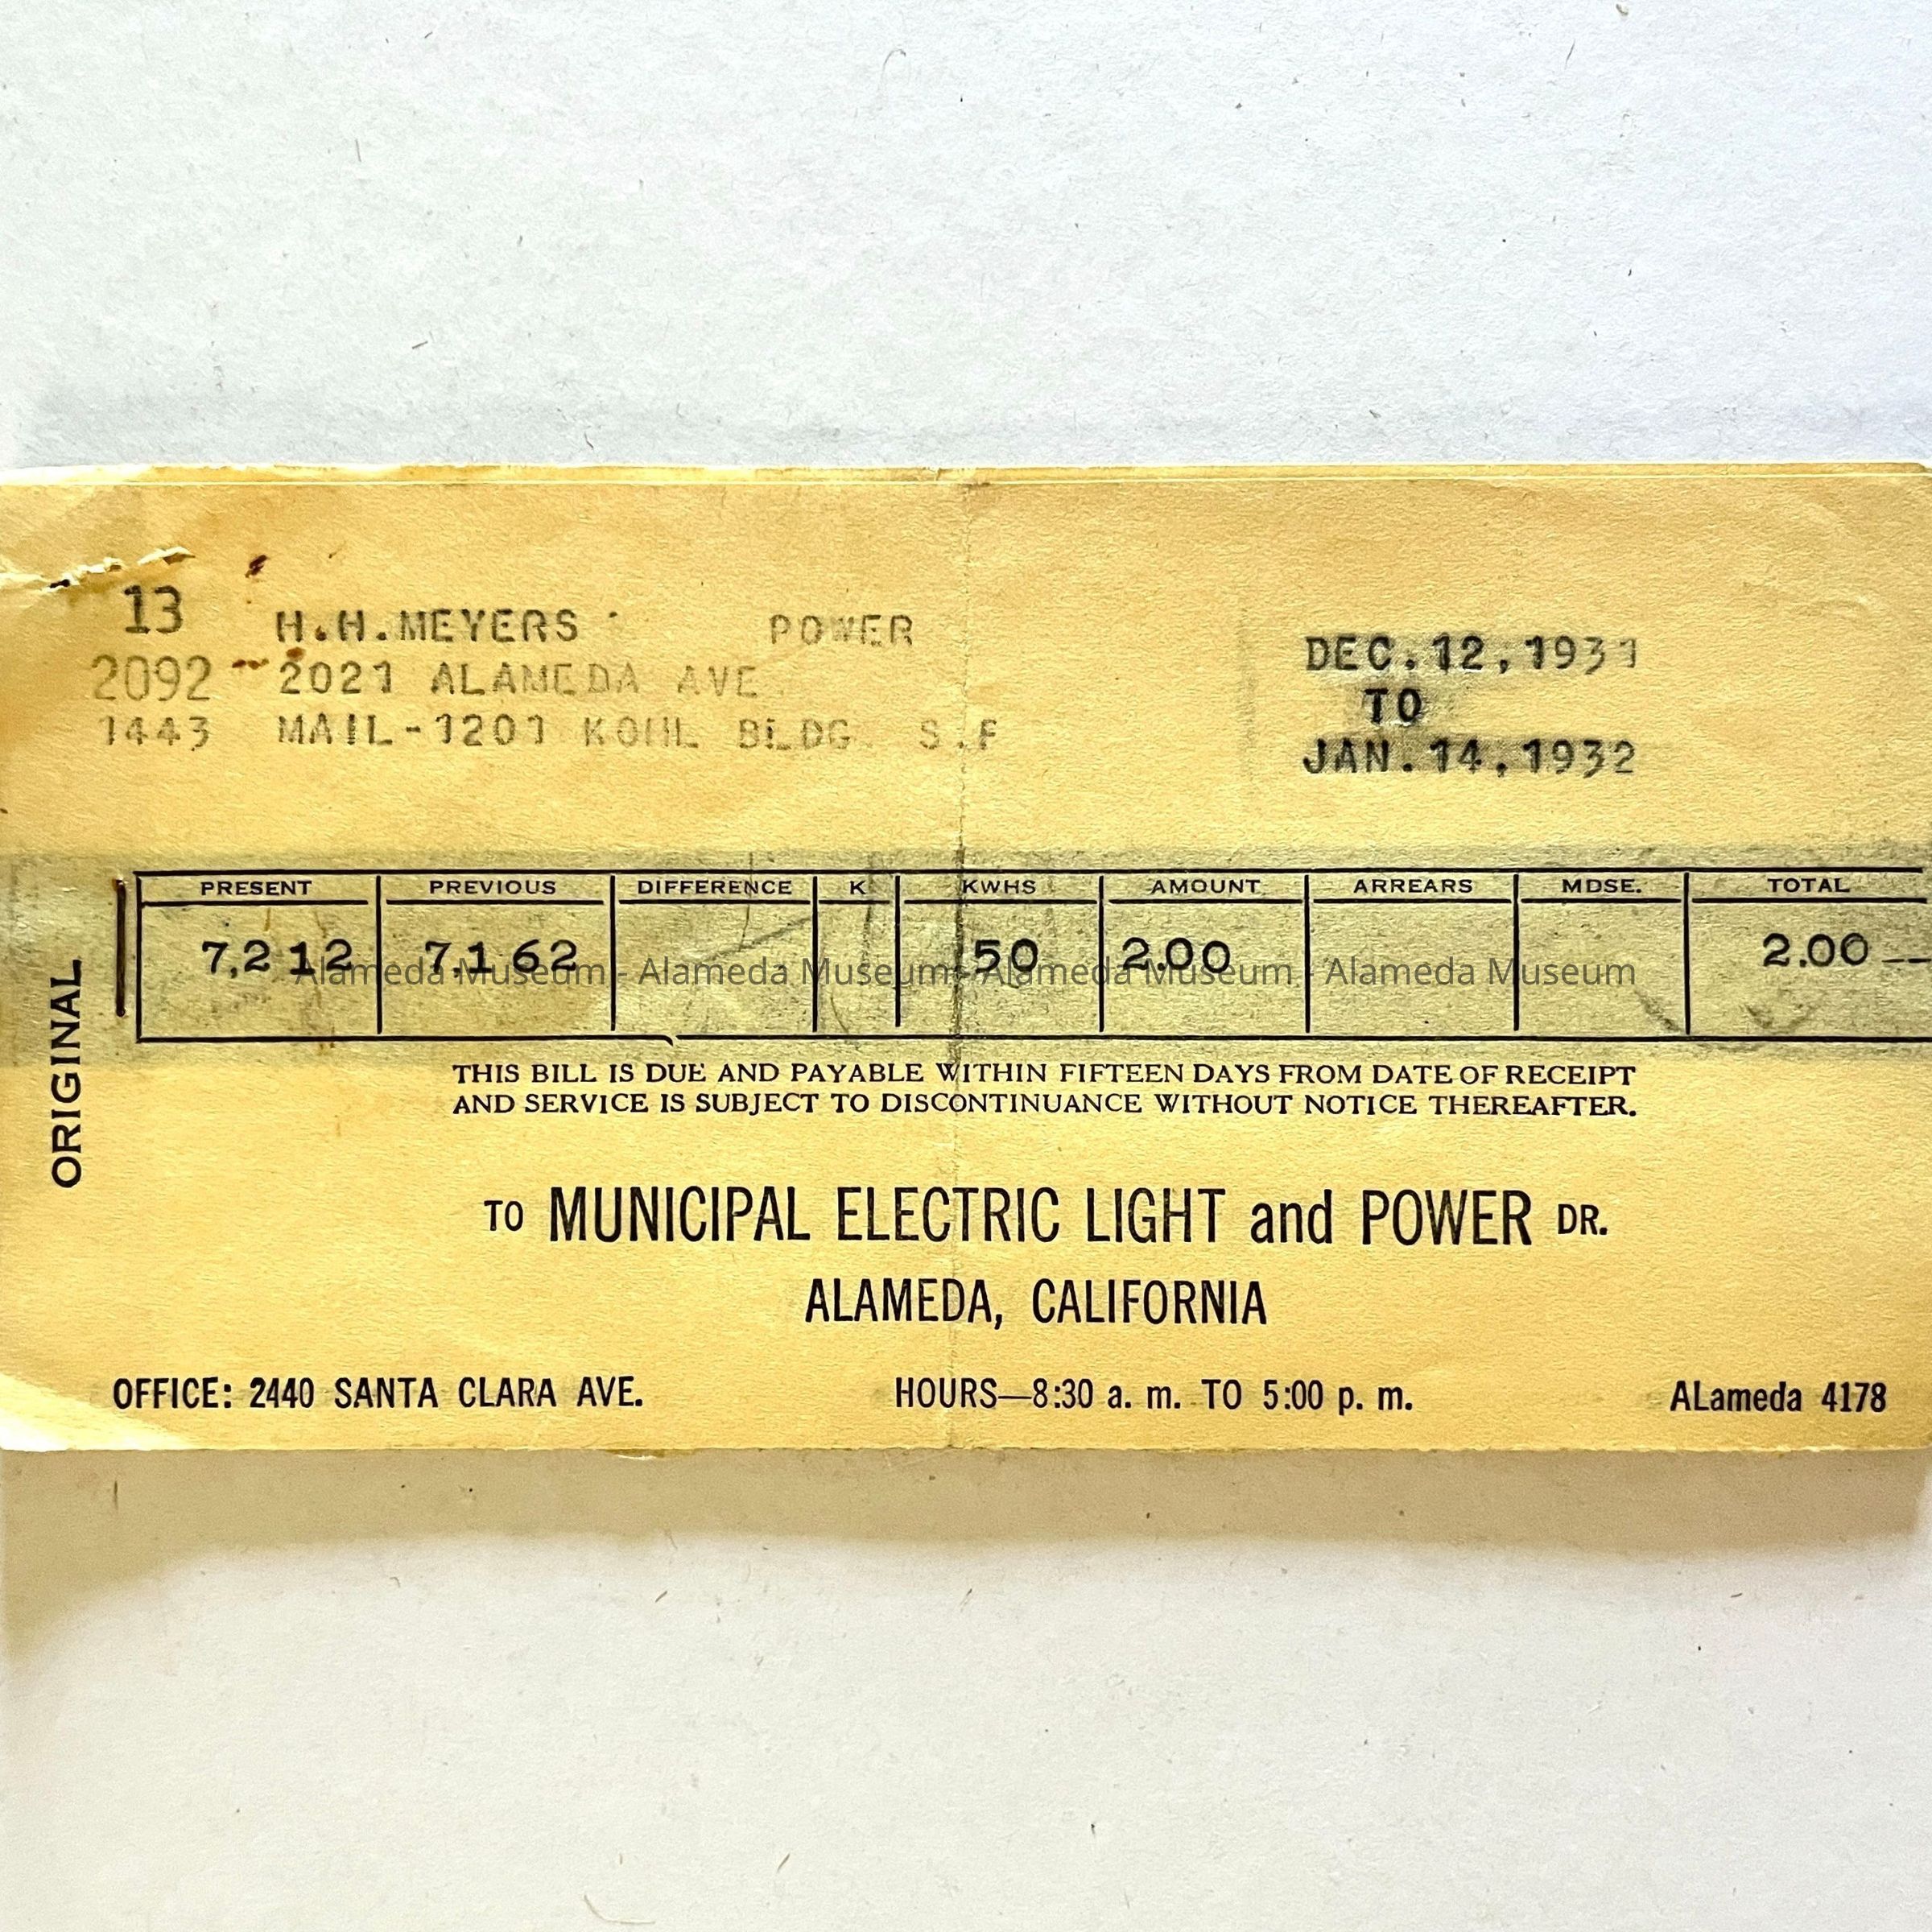 13 H.H.MEYERS POWER
2092 2021 ALAMEDA AVE.
1443 MAIL-1201 KOHL BLDG. S.F
DEC.12,1931
TO
JAN.14,1932
ORIGINAL
PRESENT PREVIOUS DIFFERENCE K KWHS AMOUNT ARREARS MDSE. TOTAL
7,212 7,162 50 2.00 2.00
Alameda Museum - Alameda Museum - Alameda Museum - Alameda Museum
THIS BILL IS DUE AND PAYABLE WITHIN FIFTEEN DAYS FROM DATE OF RECEIPT
AND SERVICE IS SUBJECT TO DISCONTINUANCE WITHOUT NOTICE THEREAFTER.
TO MUNICIPAL ELECTRIC LIGHT and POWER DR.
ALAMEDA, CALIFORNIA
OFFICE: 2440 SANTA CLARA AVE. HOURS—8:30 a. m. TO 5:00 p. m. ALameda 4178